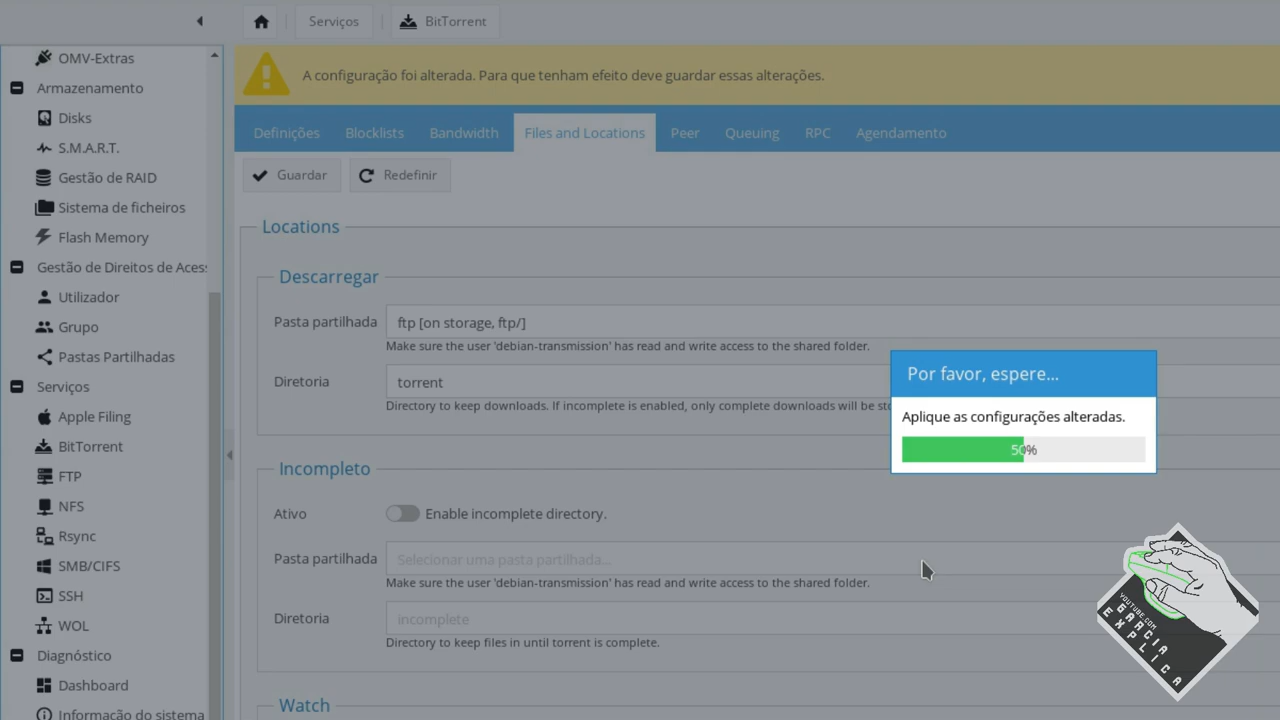 Serviços
BitTorrent
OMV-Extras
Armazenamento
Disks
S.M.A.R.T.
Gestão de RAID
Sistema de ficheiros
Flash Memory
Gestão de Direitos de Aces
Utilizador
Grupo
Pastas Partilhadas
Serviços
Apple Filing
BitTorrent
FTP
NFS
Rsync
SMB/CIFS
SSH
WOL
Diagnóstico
Dashboard
Informação do sistema
A configuração foi alterada. Para que tenham efeito deve guardar essas alterações.
Definições
Blocklists
Bandwidth
Files and Locations
Peer
Queuing
RPC
Agendamento
Guardar
Redefinir
Locations
Descarregar
Pasta partilhada
ftp [on storage, ftp/]
Make sure the user 'debian-transmission' has read and write access to the shared folder.
Diretoria
torrent
Directory to keep downloads. If incomplete is enabled, only complete downloads will be sto
Incompleto
Ativo
Enable incomplete directory.
Pasta partilhada
Selecionar uma pasta partilhada...
Make sure the user 'debian-transmission' has read and write access to the shared folder.
Diretoria
incomplete
Directory to keep files in until torrent is complete.
Watch
Por favor, espere...
Aplique as configurações alteradas.
50%
YOUTUBE.COM
GARCIA
EXPLICA